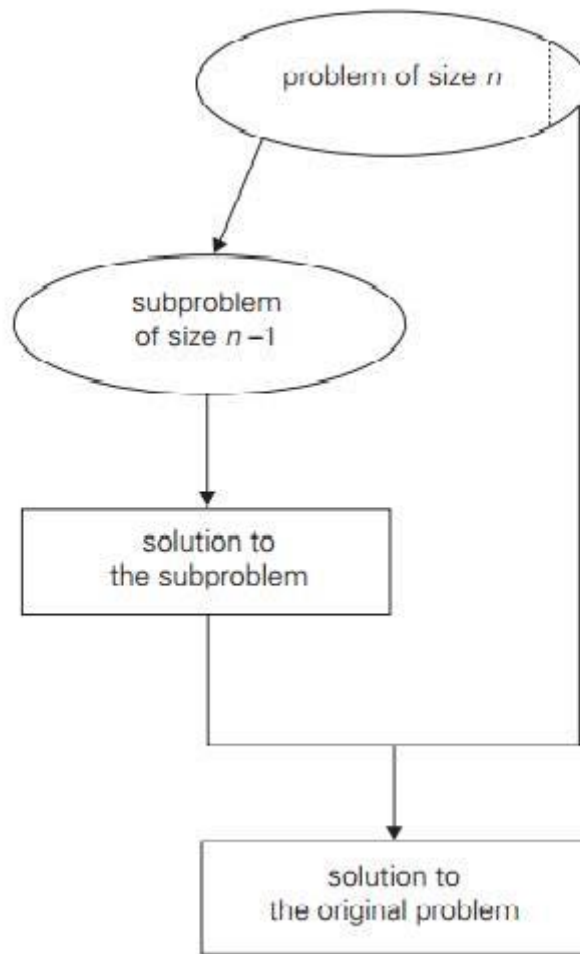 problem of size n
subproblem
of size n–1
solution to
the subproblem
solution to
the original problem